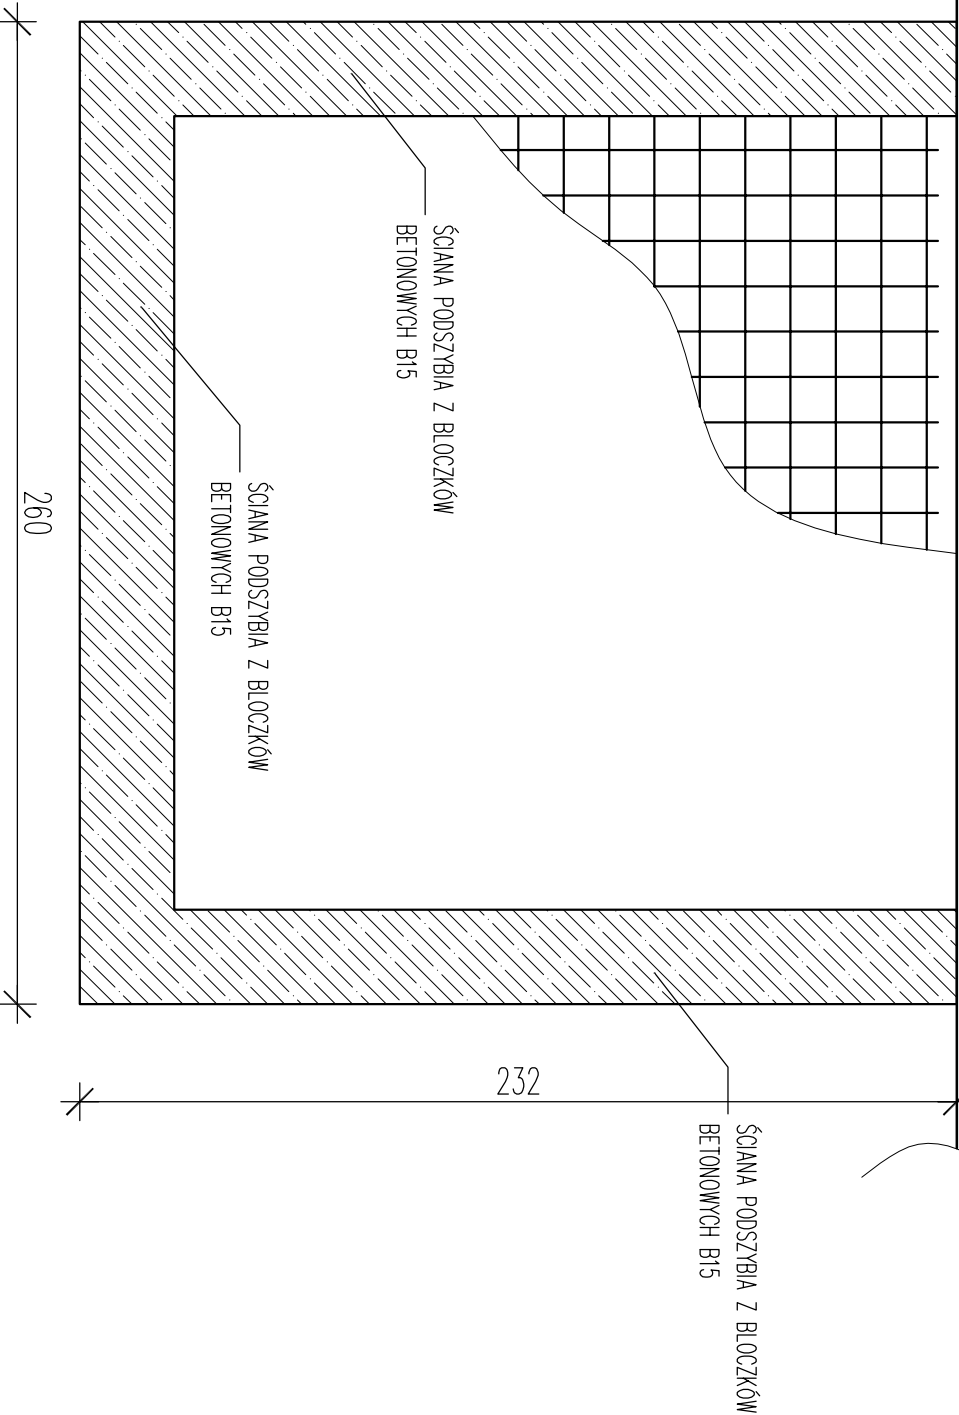 ŚCIANA PODSZYBIA Z BLOCZKÓW
BETONOWYCH B15
ŚCIANA PODSZYBIA Z BLOCZKÓW
BETONOWYCH B15
260
232
ŚCIANA PODSZYBIA Z BLOCZKÓW
BETONOWYCH B15